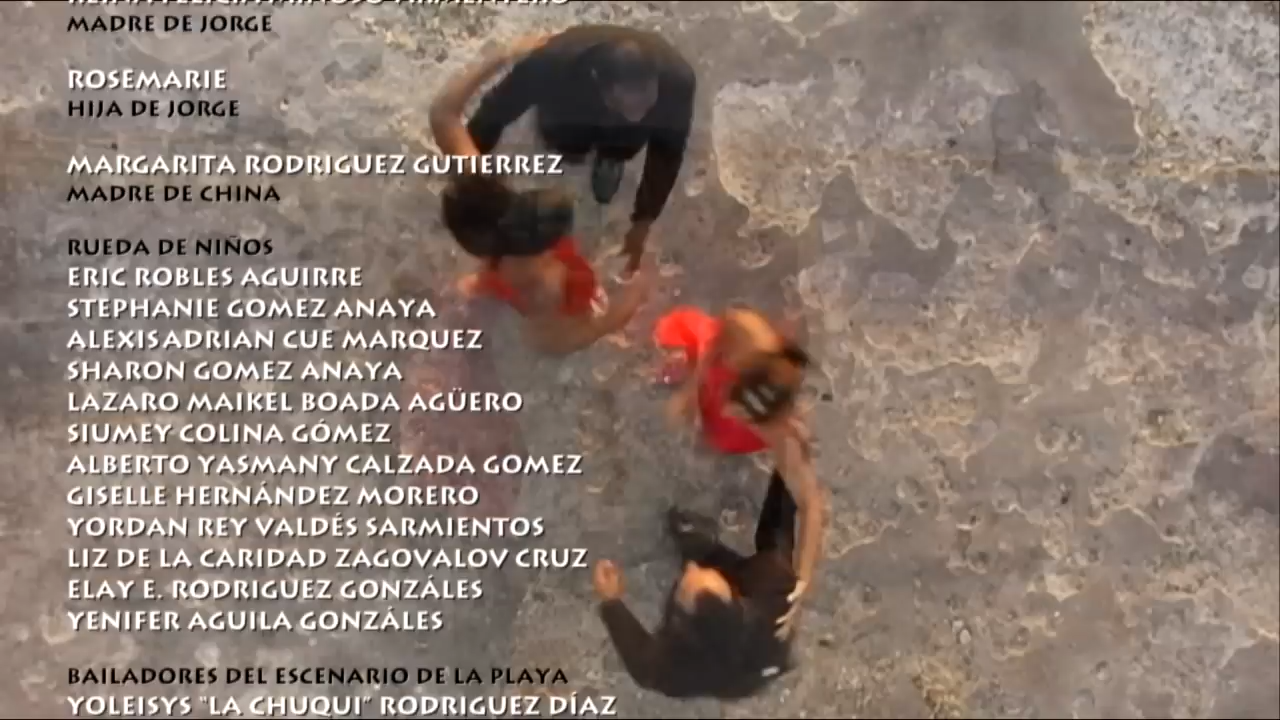 MADRE DE JORGE
ROSEMARIE
HIJA DE JORGE
MARGARITA RODRIGUEZ GUTIERREZ
MADRE DE CHINA
RUEDA DE NIÑOS
ERIC ROBLES AGUIRRE
STEPHANIE GOMEZ ANAYA
ALEXIS ADRIAN CUE MARQUEZ
SHARON GOMEZ ANAYA
LAZARO MAIKEL BOADA AGÜERO
SIUMEY COLINA GÓMEZ
ALBERTO YASMANY CALZADA GOMEZ
GISELLE HERNÁNDEZ MORERO
YORDAN REY VALDÉS SARMIENTOS
LIZ DE LA CARIDAD ZAGOVALOV CRUZ
ELAY E. RODRIGUEZ GONZÁLES
YENIFER AGUILA GONZÁLES
BAILADORES DEL ESCENARIO DE LA PLAYA
YOLEISYS "LA CHUQUI" RODRIGUEZ DÍAZ